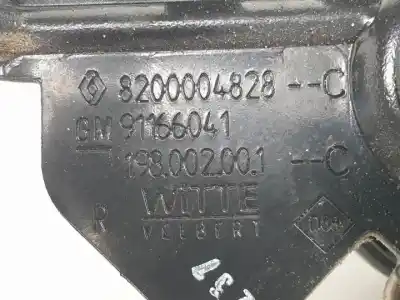 8200004828 --C
GM 91166041
198.002.00.1 --C
WITTE
R VELBERT